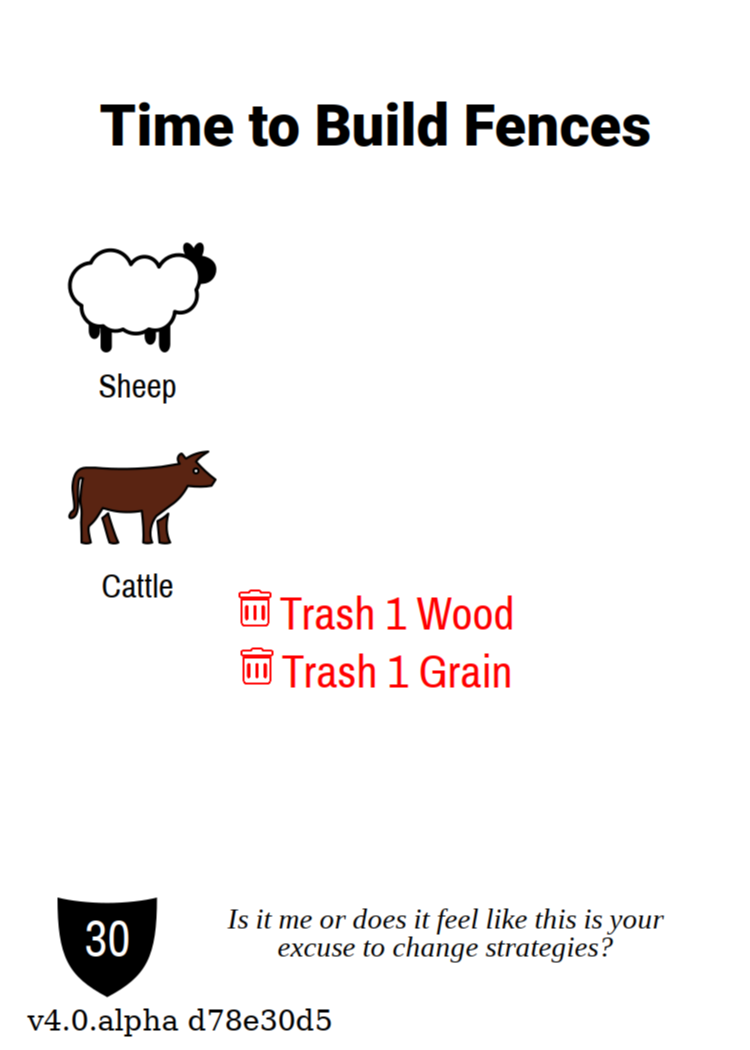 Time to Build Fences
Sheep
Cattle
Trash 1 Wood
Trash 1 Grain
30
Is it me or does it feel like this is your
excuse to change strategies?
v4.0.alpha d78e30d5